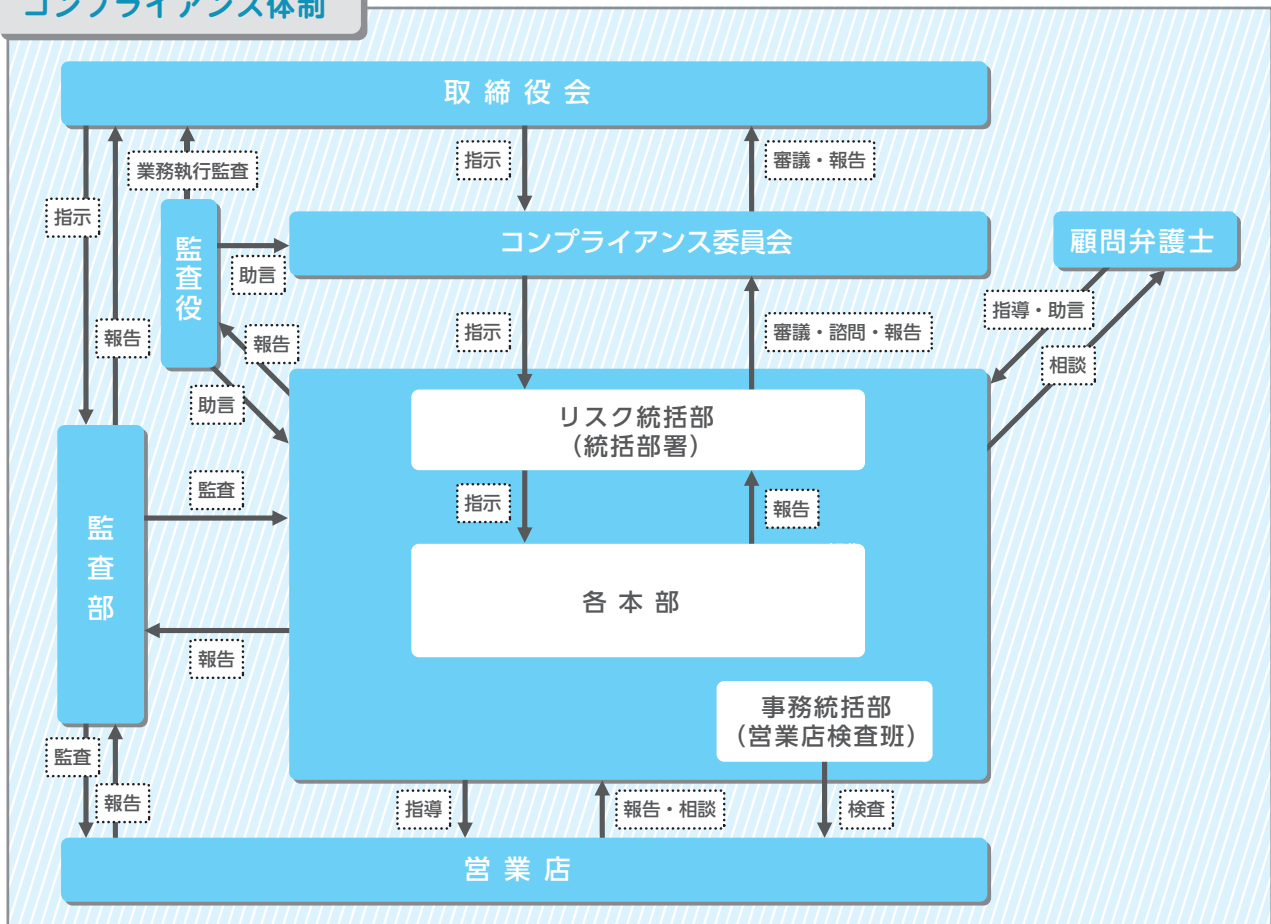 コンプライアンス体制
取締役会
業務執行監査
指示
審議・報告
指示
監査役
コンプライアンス委員会
顧問弁護士
助言
指導・助言
報告
報告
指示
審議・諮問・報告
相談
助言
リスク統括部
（統括部署）
監査
指示
報告
監査部
各本部
報告
事務統括部
（営業店検査班）
監査
報告
指導
報告・相談
検査
営業店